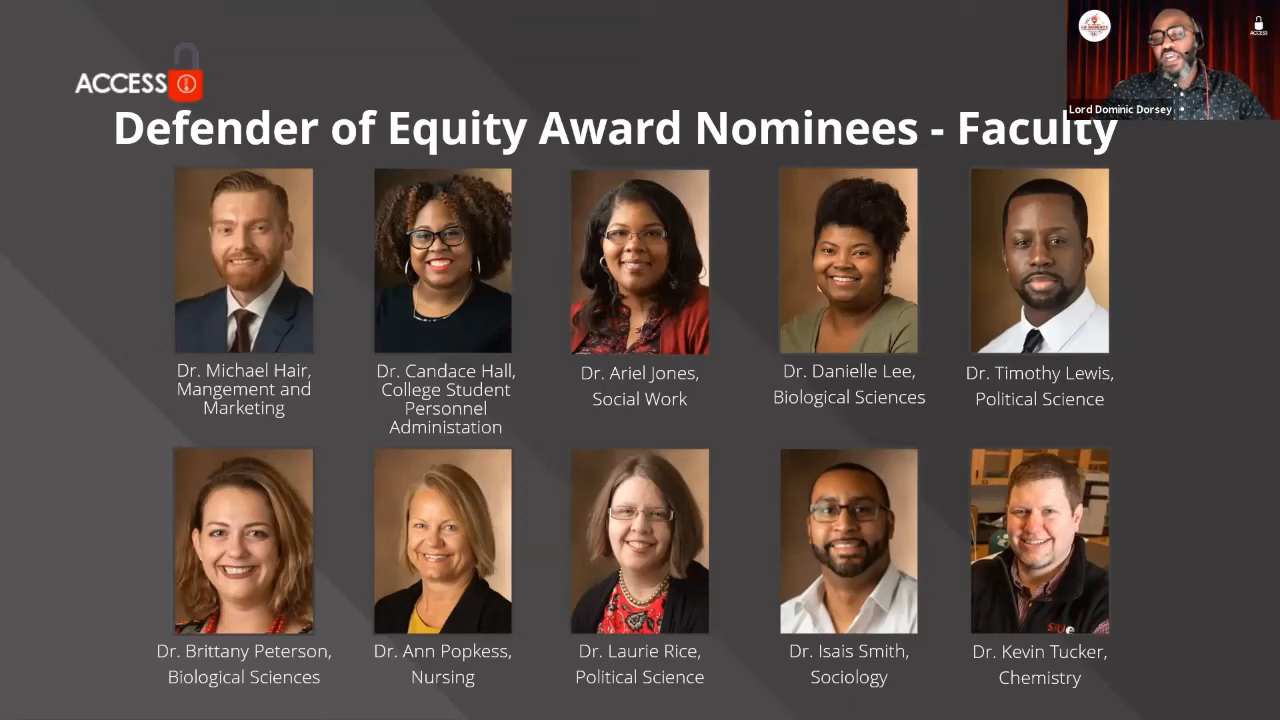 ACCESS
ACCESS
Lord Dominic Dorsey
Defender of Equity Award Nominees - Faculty
Dr. Michael Hair,
Mangement and
Marketing
Dr. Candace Hall,
College Student
Personnel
Administation
Dr. Ariel Jones,
Social Work
Dr. Danielle Lee,
Biological Sciences
Dr. Timothy Lewis,
Political Science
SIUe
Dr. Brittany Peterson,
Biological Sciences
Dr. Ann Popkess,
Nursing
Dr. Laurie Rice,
Political Science
Dr. Isais Smith,
Sociology
Dr. Kevin Tucker,
Chemistry